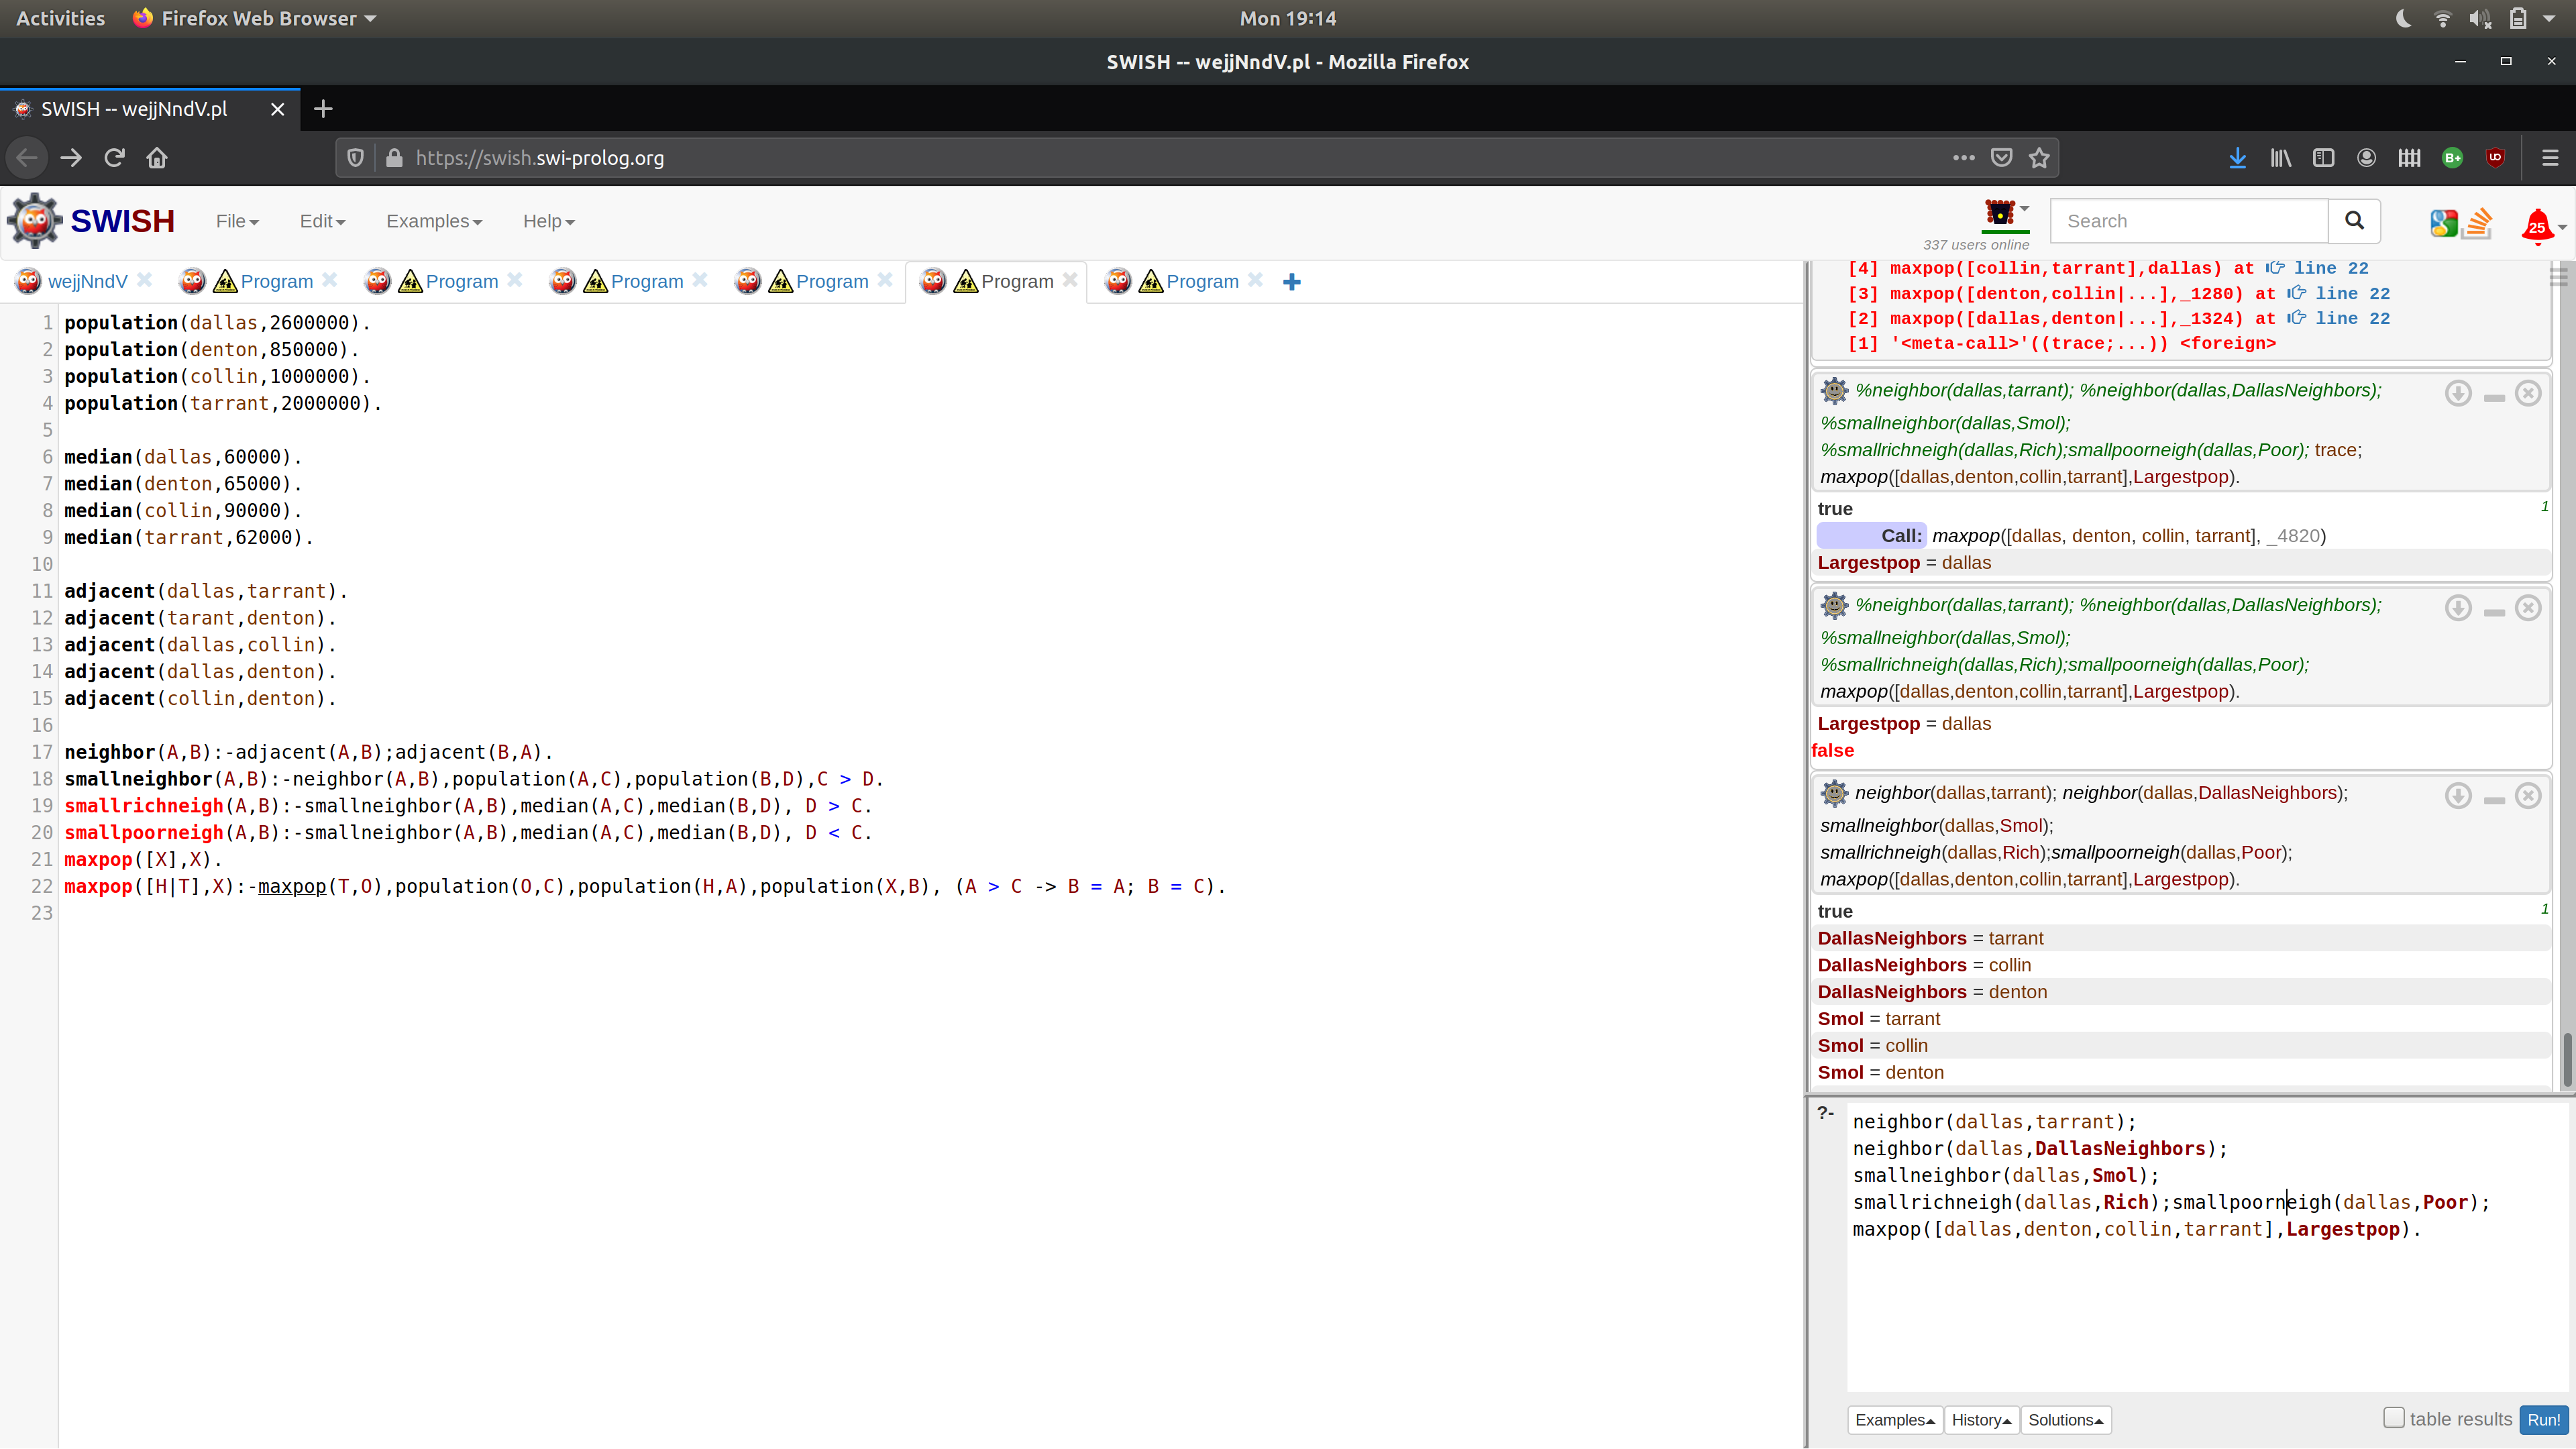 Activities Firefox Web Browser Mon 19:14
SWISH -- wejjNndV.pl - Mozilla Firefox
SWISH -- wejjNndV.pl
https://swish.swi-prolog.org
SWISH File Edit Examples Help 337 users online Search 25
wejjNndV Program Program Program Program Program Program
1 population(dallas,2600000).
2 population(denton,850000).
3 population(collin,1000000).
4 population(tarrant,2000000).
5
6 median(dallas,60000).
7 median(denton,65000).
8 median(collin,90000).
9 median(tarrant,62000).
10
11 adjacent(dallas,tarrant).
12 adjacent(tarant,denton).
13 adjacent(dallas,collin).
14 adjacent(dallas,denton).
15 adjacent(collin,denton).
16
17 neighbor(A,B):-adjacent(A,B);adjacent(B,A).
18 smallneighbor(A,B):-neighbor(A,B),population(A,C),population(B,D),C > D.
19 smallrichneigh(A,B):-smallneighbor(A,B),median(A,C),median(B,D), D > C.
20 smallpoorneigh(A,B):-smallneighbor(A,B),median(A,C),median(B,D), D < C.
21 maxpop([X],X).
22 maxpop([H|T],X):-maxpop(T,O),population(O,C),population(H,A),population(X,B), (A > C -> B = A; B = C).
23
[4] maxpop([collin,tarrant],dallas) at line 22
[3] maxpop([denton,collin|...],_1280) at line 22
[2] maxpop([dallas,denton|...],_1324) at line 22
[1] '<meta-call>'((trace;...)) <foreign>
%neighbor(dallas,tarrant); %neighbor(dallas,DallasNeighbors);
%smallneighbor(dallas,Smol);
%smallrichneigh(dallas,Rich);smallpoorneigh(dallas,Poor); trace;
maxpop([dallas,denton,collin,tarrant],Largestpop).
true 1
Call: maxpop([dallas, denton, collin, tarrant], _4820)
Largestpop = dallas
%neighbor(dallas,tarrant); %neighbor(dallas,DallasNeighbors);
%smallneighbor(dallas,Smol);
%smallrichneigh(dallas,Rich);smallpoorneigh(dallas,Poor);
maxpop([dallas,denton,collin,tarrant],Largestpop).
Largestpop = dallas
false
neighbor(dallas,tarrant); neighbor(dallas,DallasNeighbors);
smallneighbor(dallas,Smol);
smallrichneigh(dallas,Rich);smallpoorneigh(dallas,Poor);
maxpop([dallas,denton,collin,tarrant],Largestpop).
true 1
DallasNeighbors = tarrant
DallasNeighbors = collin
DallasNeighbors = denton
Smol = tarrant
Smol = collin
Smol = denton
?- neighbor(dallas,tarrant);
neighbor(dallas,DallasNeighbors);
smallneighbor(dallas,Smol);
smallrichneigh(dallas,Rich);smallpoorneigh(dallas,Poor);
maxpop([dallas,denton,collin,tarrant],Largestpop).
Examples History Solutions table results Run!